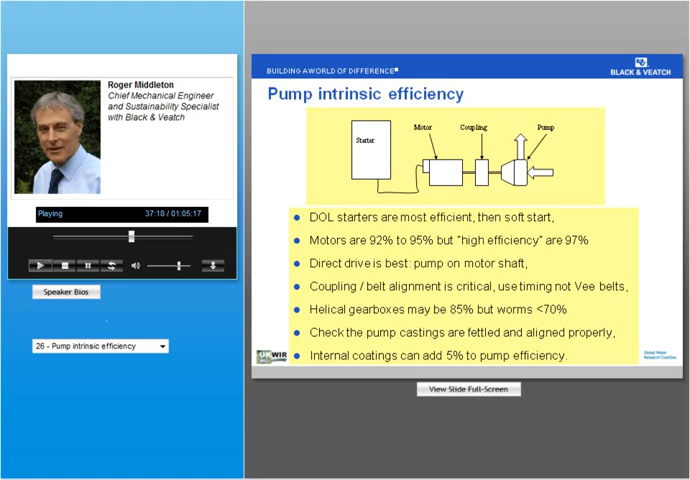 Roger Middleton
Chief Mechanical Engineer
and Sustainability Specialist
with Black & Veatch
Playing 37:18 / 01:05:17
Speaker Bios
26 - Pump intrinsic efficiency
BUILDING A WORLD OF DIFFERENCE
BLACK & VEATCH
Pump intrinsic efficiency
Starter
Motor
Coupling
Pump
DOL starters are most efficient, then soft start,
Motors are 92% to 95% but "high efficiency" are 97%
Direct drive is best: pump on motor shaft,
Coupling / belt alignment is critical, use timing not Vee belts,
Helical gearboxes may be 85% but worms <70%
Check the pump castings are fettled and aligned properly,
Internal coatings can add 5% to pump efficiency.
UKWIR
Global Water
Research Coalition
View Slide Full-Screen